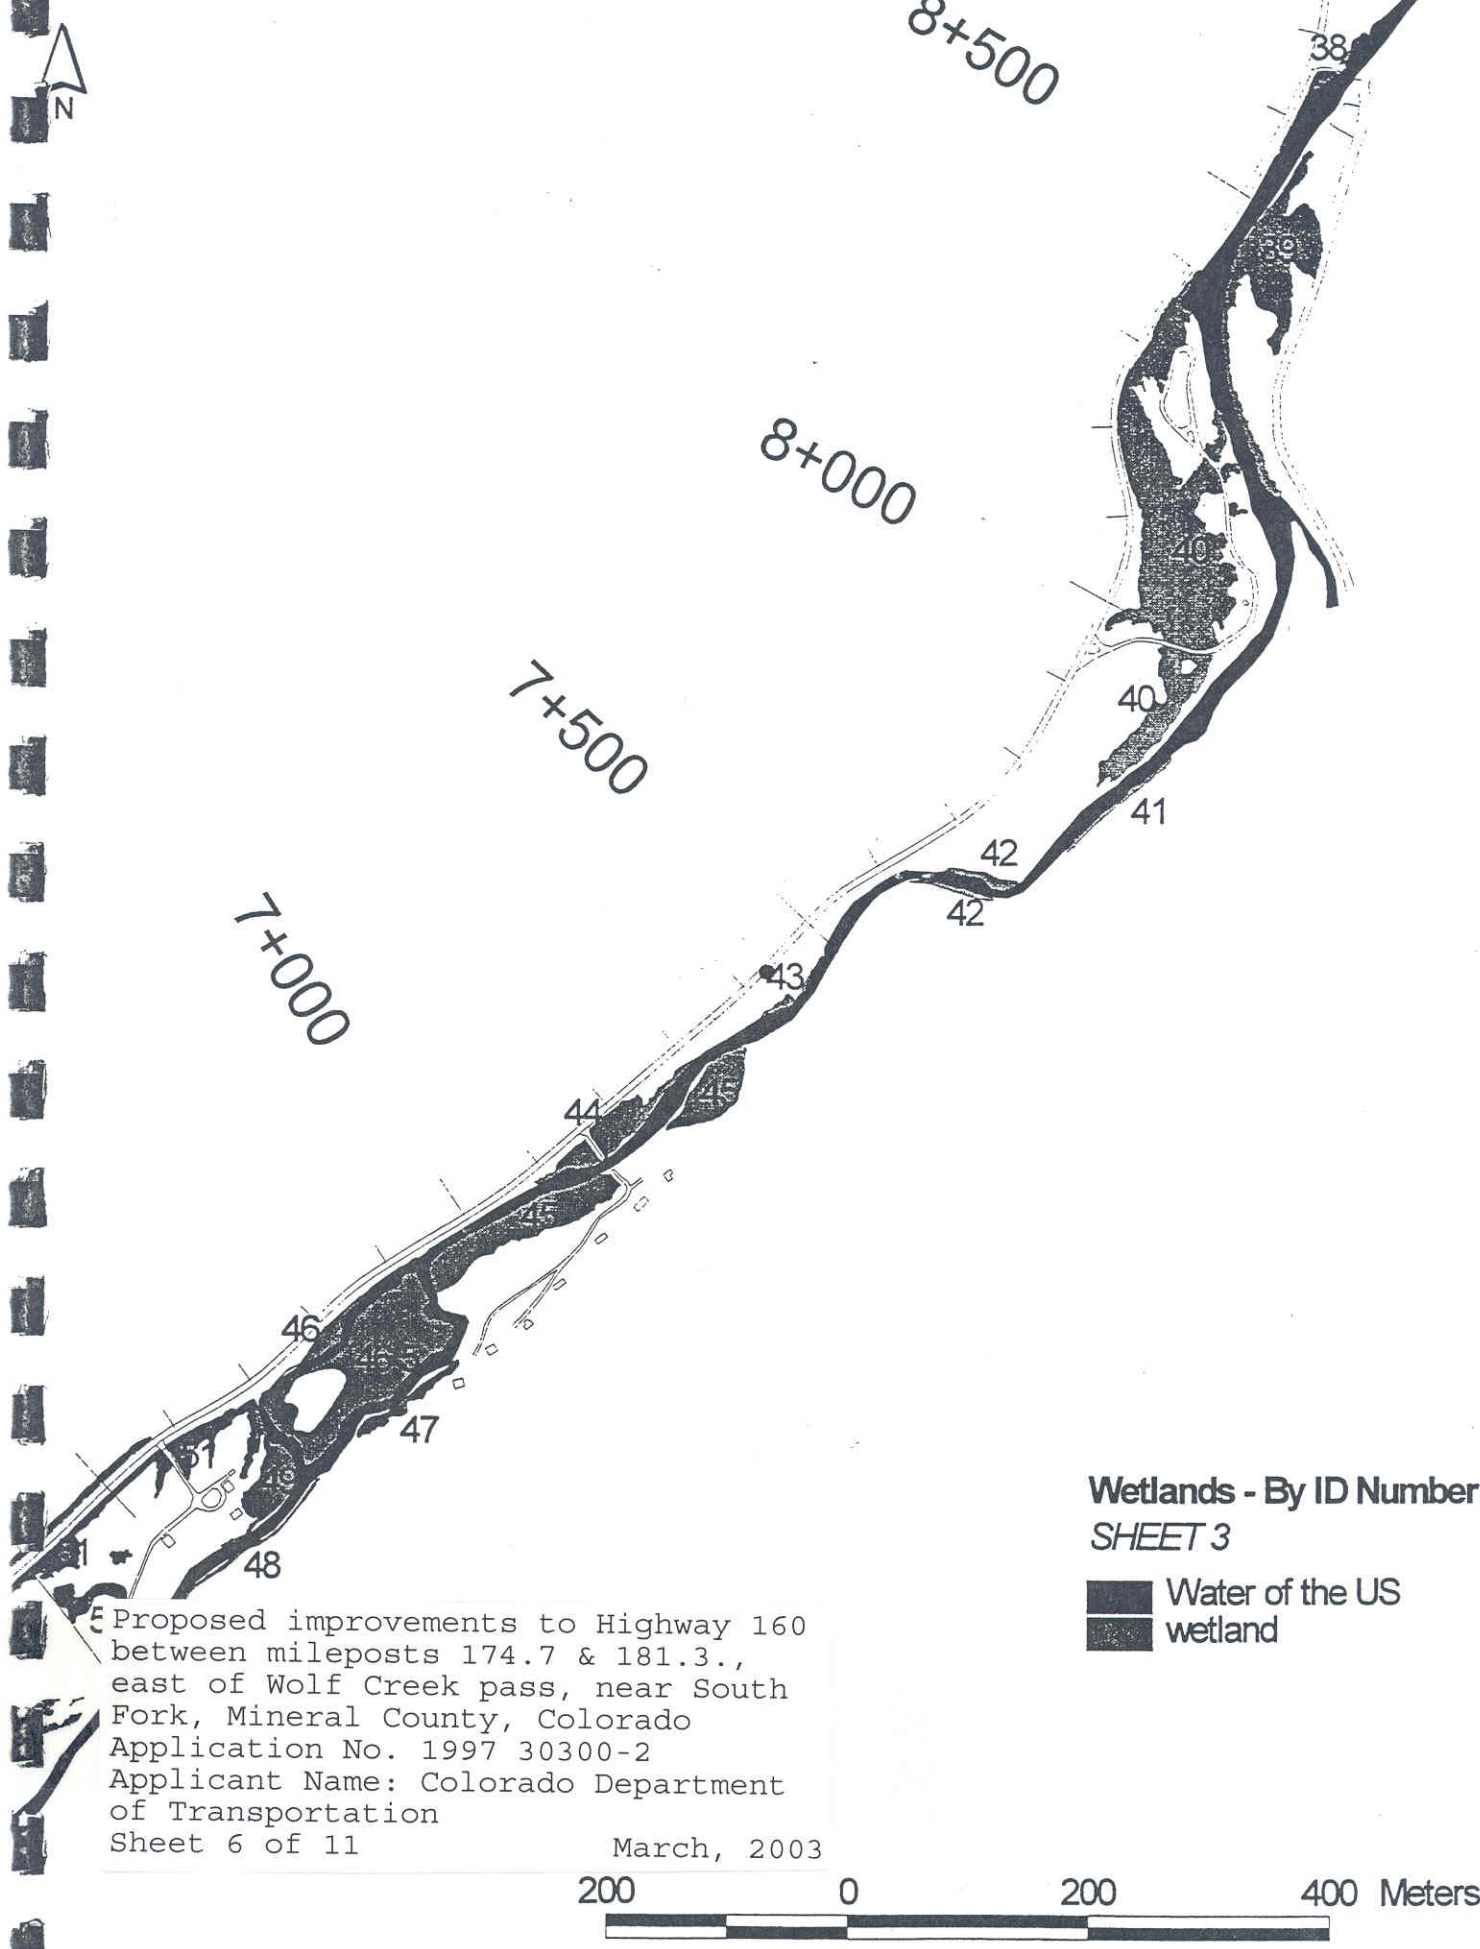 8+500
38
N
39
8+000
40
7+500
40
41
42
42
7+000
43
45
44
45
46
47
51
49
48
Wetlands - By ID Number
SHEET 3
Water of the US
wetland
Proposed improvements to Highway 160
between mileposts 174.7 & 181.3.,
east of Wolf Creek pass, near South
Fork, Mineral County, Colorado
Application No. 1997 30300-2
Applicant Name: Colorado Department
of Transportation
Sheet 6 of 11 March, 2003
200 0 200 400 Meters